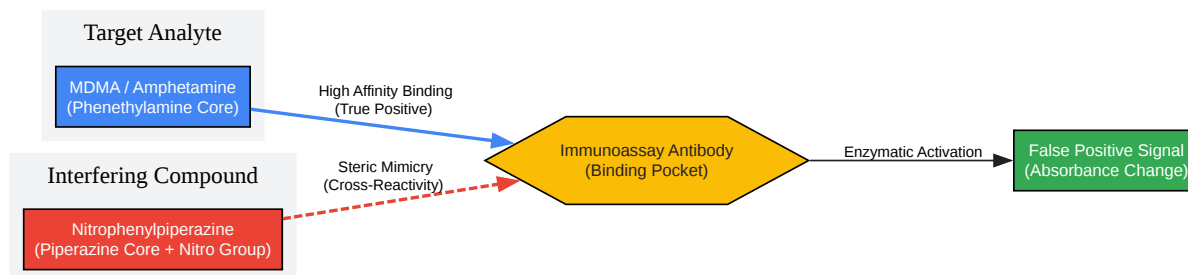 Target Analyte
MDMA / Amphetamine
(Phenethylamine Core)
High Affinity Binding
(True Positive)
Interfering Compound
Nitrophenylpiperazine
(Piperazine Core + Nitro Group)
Steric Mimicry
(Cross-Reactivity)
Immunoassay Antibody
(Binding Pocket)
Enzymatic Activation
False Positive Signal
(Absorbance Change)